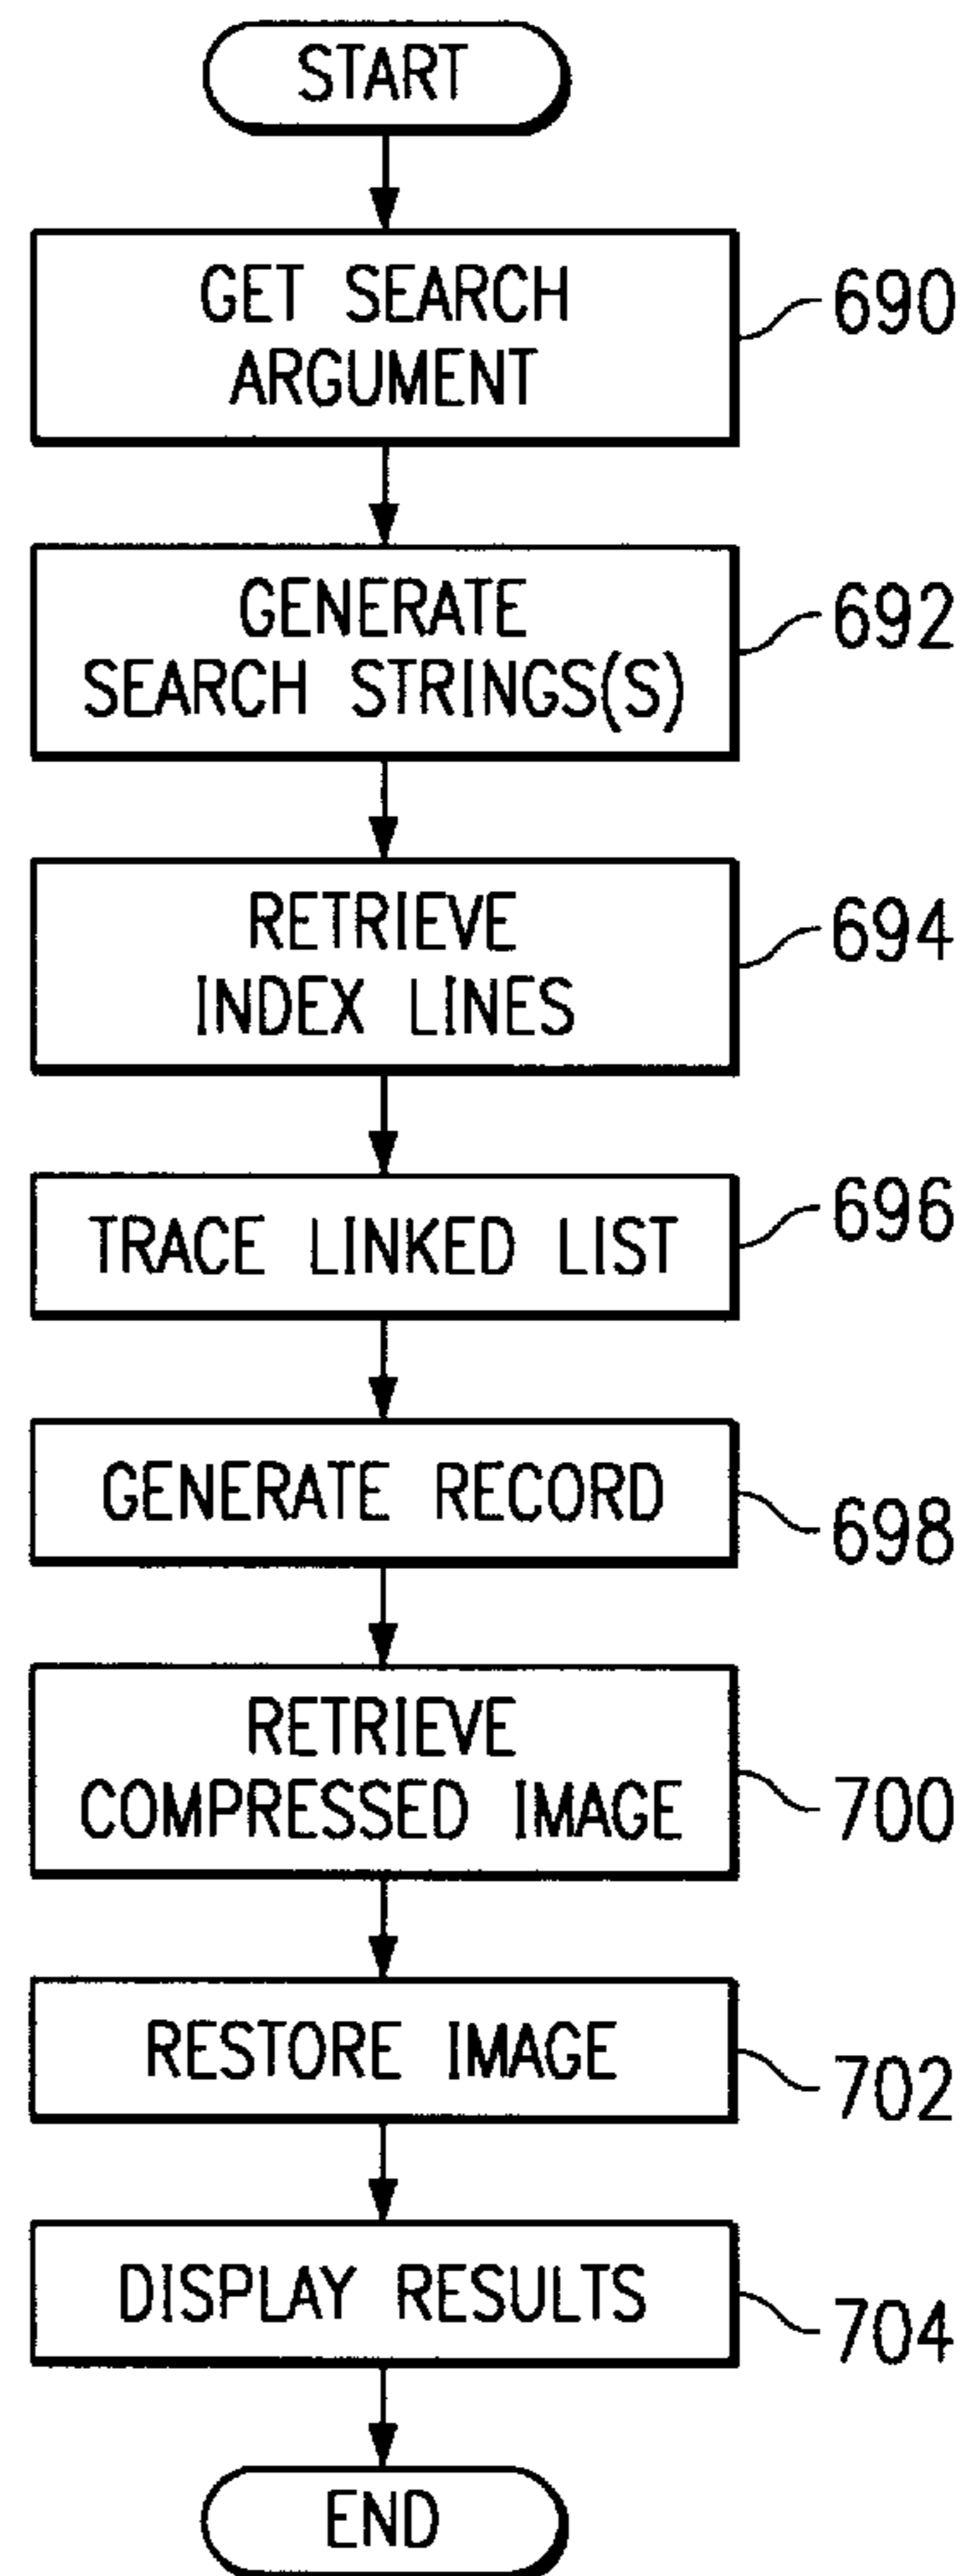 START
GET SEARCH
ARGUMENT
690
GENERATE
SEARCH STRINGS(S)
692
RETRIEVE
INDEX LINES
694
TRACE LINKED LIST
696
GENERATE RECORD
698
RETRIEVE
COMPRESSED IMAGE
700
RESTORE IMAGE
702
DISPLAY RESULTS
704
END